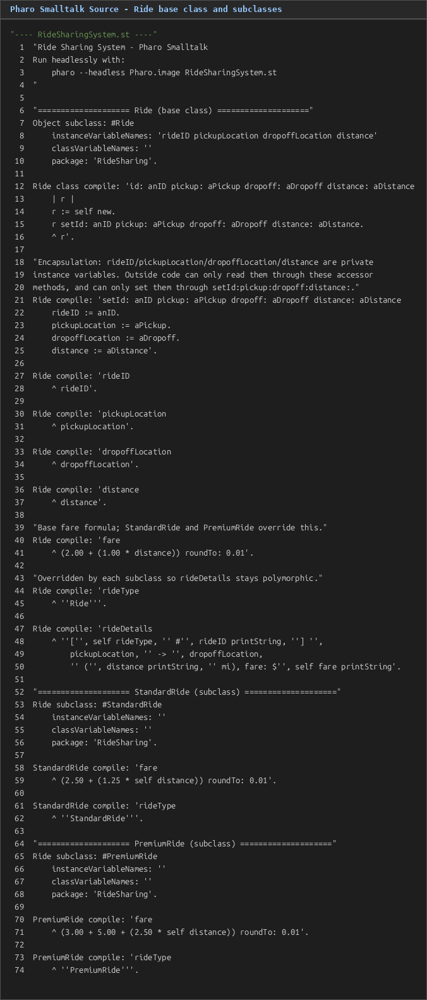 Pharo Smalltalk Source - Ride base class and subclasses
"---- RideSharingSystem.st ----"
1 "Ride Sharing System - Pharo Smalltalk
2 Run headlessly with:
3     pharo --headless Pharo.image RideSharingSystem.st
4 "
5
6 "==================== Ride (base class) ===================="
7 Object subclass: #Ride
8     instanceVariableNames: 'rideID pickupLocation dropoffLocation distance'
9     classVariableNames: ''
10     package: 'RideSharing'.
11
12 Ride class compile: 'id: anID pickup: aPickup dropoff: aDropoff distance: aDistance
13     | r |
14     r := self new.
15     r setId: anID pickup: aPickup dropoff: aDropoff distance: aDistance.
16     ^ r'.
17
18 "Encapsulation: rideID/pickupLocation/dropoffLocation/distance are private
19 instance variables. Outside code can only read them through these accessor
20 methods, and can only set them through setId:pickup:dropoff:distance:."
21 Ride compile: 'setId: anID pickup: aPickup dropoff: aDropoff distance: aDistance
22     rideID := anID.
23     pickupLocation := aPickup.
24     dropoffLocation := aDropoff.
25     distance := aDistance'.
26
27 Ride compile: 'rideID
28     ^ rideID'.
29
30 Ride compile: 'pickupLocation
31     ^ pickupLocation'.
32
33 Ride compile: 'dropoffLocation
34     ^ dropoffLocation'.
35
36 Ride compile: 'distance
37     ^ distance'.
38
39 "Base fare formula; StandardRide and PremiumRide override this."
40 Ride compile: 'fare
41     ^ (2.00 + (1.00 * distance)) roundTo: 0.01'.
42
43 "Overridden by each subclass so rideDetails stays polymorphic."
44 Ride compile: 'rideType
45     ^ ''Ride'''.
46
47 Ride compile: 'rideDetails
48     ^ ''['', self rideType, '' #'', rideID printString, ''] '',
49         pickupLocation, '' -> '', dropoffLocation,
50         '' ('', distance printString, '' mi), fare: $'', self fare printString'.
51
52 "==================== StandardRide (subclass) ===================="
53 Ride subclass: #StandardRide
54     instanceVariableNames: ''
55     classVariableNames: ''
56     package: 'RideSharing'.
57
58 StandardRide compile: 'fare
59     ^ (2.50 + (1.25 * self distance)) roundTo: 0.01'.
60
61 StandardRide compile: 'rideType
62     ^ ''StandardRide'''.
63
64 "==================== PremiumRide (subclass) ===================="
65 Ride subclass: #PremiumRide
66     instanceVariableNames: ''
67     classVariableNames: ''
68     package: 'RideSharing'.
69
70 PremiumRide compile: 'fare
71     ^ (3.00 + 5.00 + (2.50 * self distance)) roundTo: 0.01'.
72
73 PremiumRide compile: 'rideType
74     ^ ''PremiumRide'''.